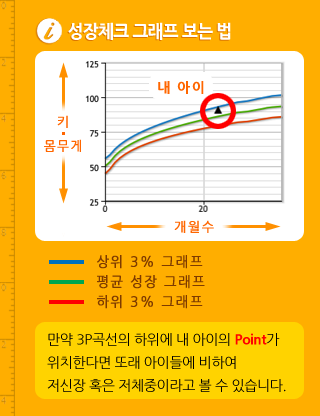 i 성장체크 그래프 보는 법
125
내 아이
100
키
75
몸무게
50
25
0 20
개월수
상위 3% 그래프
평균 성장 그래프
하위 3% 그래프
만약 3P곡선의 하위에 내 아이의 Point가
위치한다면 또래 아이들에 비하여
저신장 혹은 저체중이라고 볼 수 있습니다.